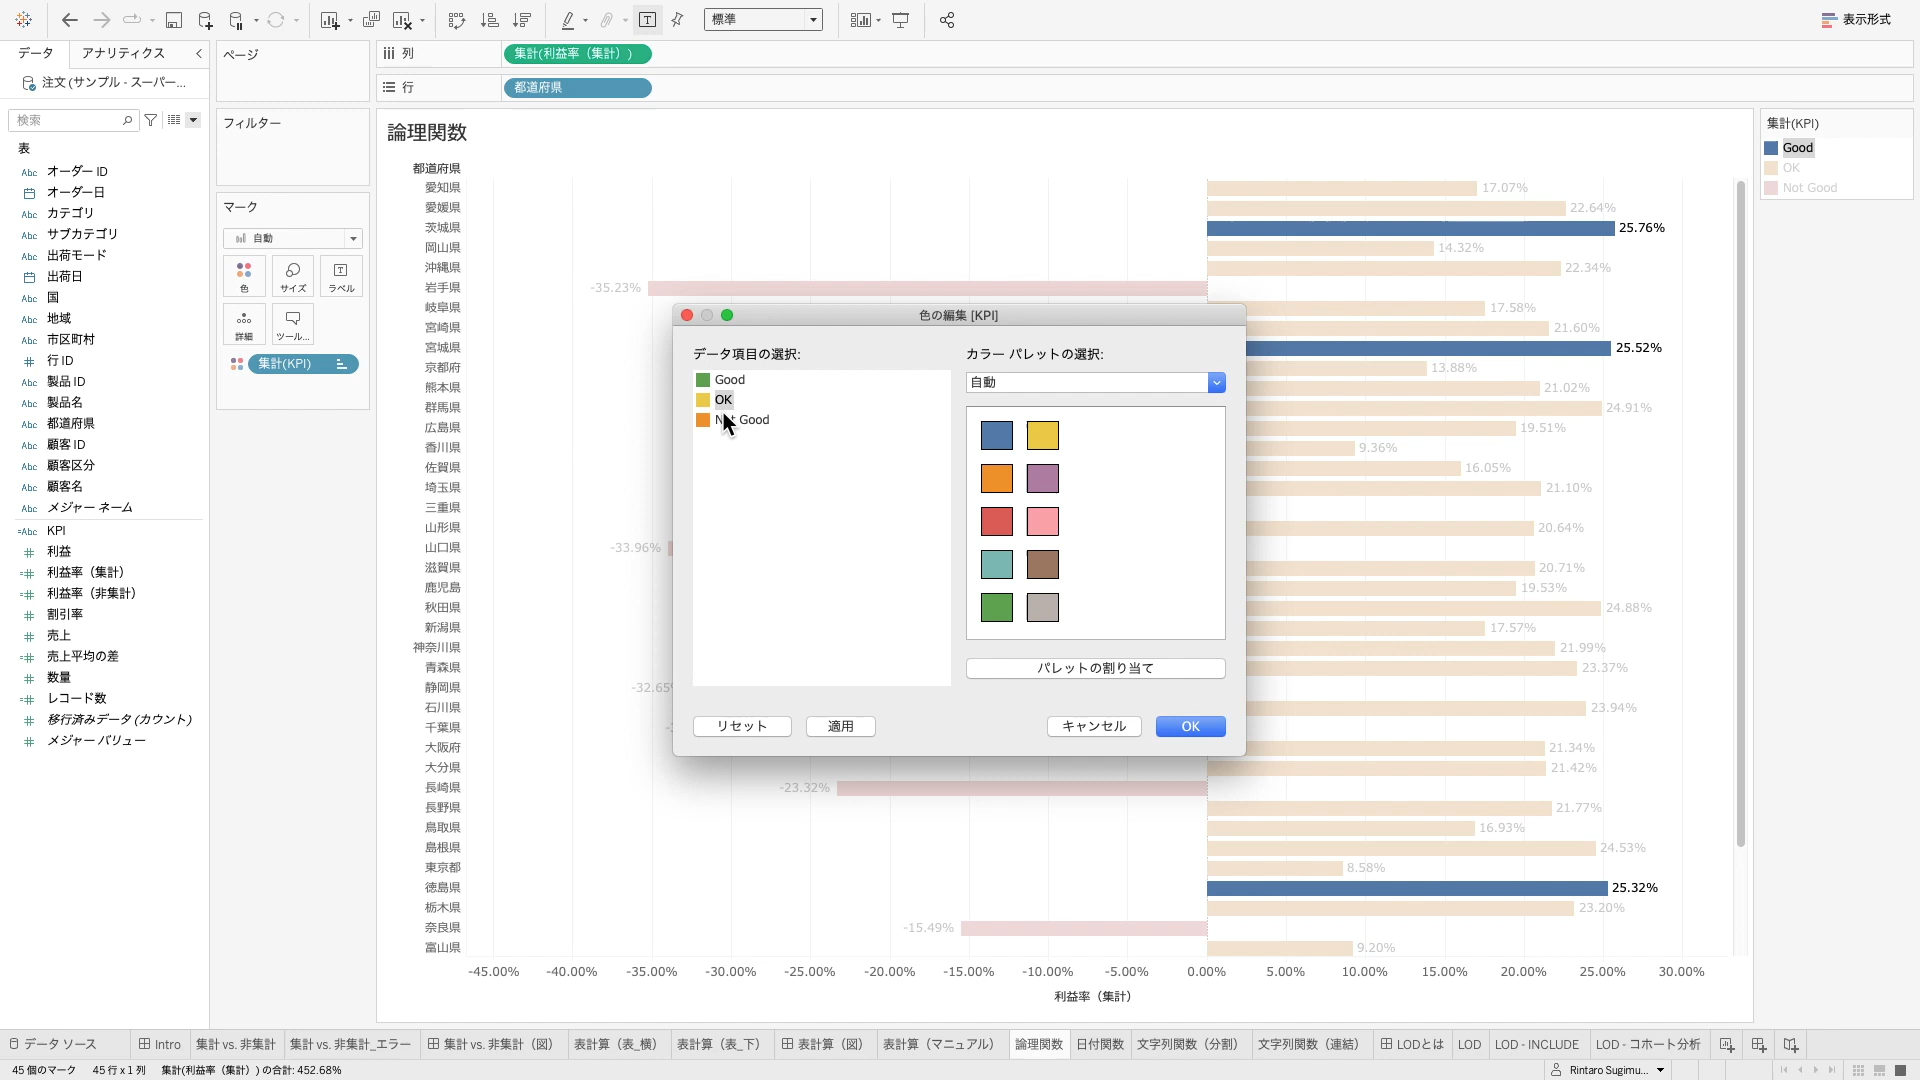 標準
表示形式
データ
アナリティクス
ページ
列
集計(利益率（集計）)
注文 (サンプル - スーパー...
行
都道府県
検索
フィルター
論理関数
集計(KPI)
Good
OK
Not Good
表
Abc オーダー ID
オーダー日
Abc カテゴリ
Abc サブカテゴリ
Abc 出荷モード
出荷日
Abc 国
Abc 地域
Abc 市区町村
行 ID
Abc 製品 ID
Abc 製品名
Abc 都道府県
Abc 顧客 ID
Abc 顧客区分
Abc 顧客名
Abc メジャー ネーム
=Abc KPI
利益
利益率（集計）
利益率（非集計）
割引率
売上
売上平均の差
数量
レコード数
移行済みデータ (カウント)
メジャー バリュー
マーク
自動
色
サイズ
ラベル
詳細
ツール...
集計(KPI)
都道府県
愛知県 17.07%
愛媛県 22.64%
茨城県 25.76%
岡山県 14.32%
沖縄県 22.34%
岩手県 -35.23%
岐阜県 17.58%
宮崎県 21.60%
宮城県 25.52%
京都府 13.88%
熊本県 21.02%
群馬県 24.91%
広島県 19.51%
香川県 9.36%
佐賀県 16.05%
埼玉県 21.10%
三重県
山形県 20.64%
山口県 -33.96%
滋賀県 20.71%
鹿児島 19.53%
秋田県 24.88%
新潟県 17.57%
神奈川県 21.99%
青森県 23.37%
静岡県 -32.65%
石川県 23.94%
千葉県
大阪府 21.34%
大分県 21.42%
長崎県 -23.32%
長野県 21.77%
鳥取県 16.93%
島根県 24.53%
東京都 8.58%
徳島県 25.32%
栃木県 23.20%
奈良県 -15.49%
富山県 9.20%
-45.00% -40.00% -35.00% -30.00% -25.00% -20.00% -15.00% -10.00% -5.00% 0.00% 5.00% 10.00% 15.00% 20.00% 25.00% 30.00%
利益率（集計）
色の編集 [KPI]
データ項目の選択:
Good
OK
Not Good
カラー パレットの選択:
自動
パレットの割り当て
リセット
適用
キャンセル
OK
データ ソース
Intro
集計 vs. 非集計
集計 vs. 非集計_エラー
集計 vs. 非集計（図）
表計算（表_横）
表計算（表_下）
表計算（図）
表計算（マニュアル）
論理関数
日付関数
文字列関数（分割）
文字列関数（連結）
LODとは
LOD
LOD - INCLUDE
LOD - コホート分析
45 個のマーク
45 行 x 1 列
集計(利益率（集計）) の合計: 452.68%
Rintaro Sugimu...